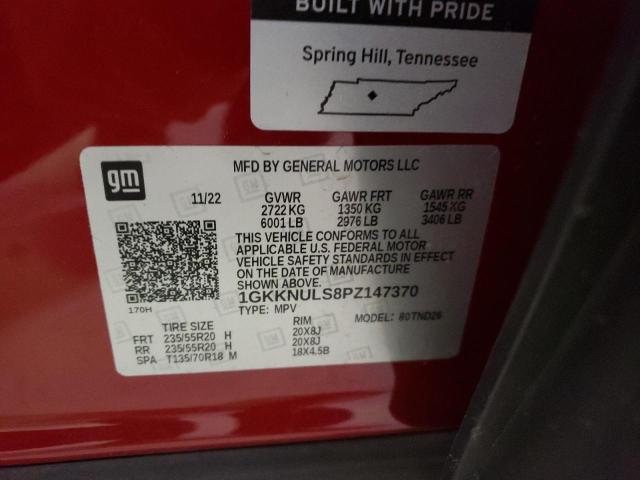 BUILT WITH PRIDE
Spring Hill, Tennessee
gm
MFD BY GENERAL MOTORS LLC
11/22 GVWR GAWR FRT GAWR RR
2722 KG 1350 KG 1545 KG
6001 LB 2976 LB 3406 LB
THIS VEHICLE CONFORMS TO ALL
APPLICABLE U.S. FEDERAL MOTOR
VEHICLE SAFETY STANDARDS IN EFFECT
ON THE DATE OF MANUFACTURE
SHOWN ABOVE.
1GKKNULS8PZ147370
170H TYPE: MPV MODEL: 80TND26
TIRE SIZE RIM
FRT 235/55R20 H 20X8J
RR 235/55R20 H 20X8J
SPA T135/70R18 M 18X4.5B